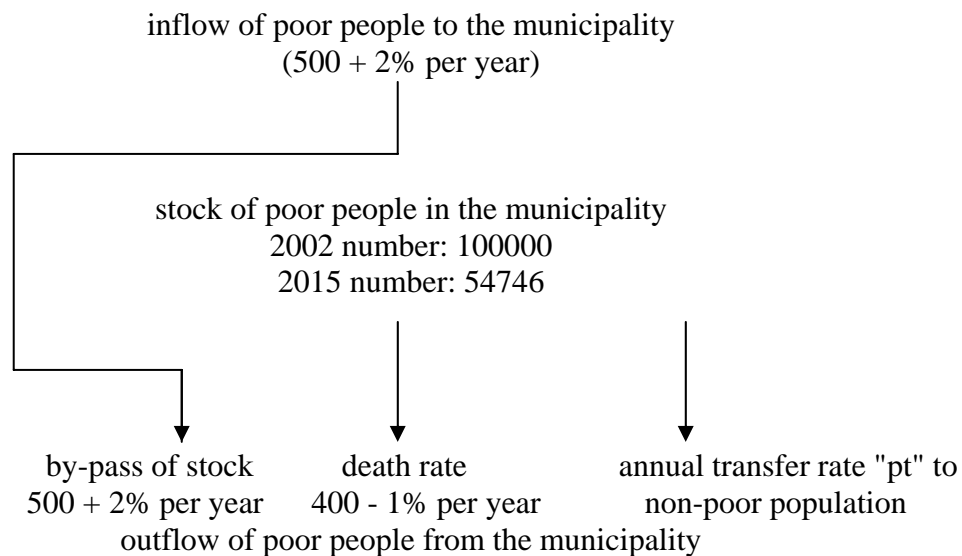 inflow of poor people to the municipality
(500 + 2% per year)
stock of poor people in the municipality
2002 number: 100000
2015 number: 54746
by-pass of stock
500 + 2% per year
death rate
400 - 1% per year
annual transfer rate "pt" to
non-poor population
outflow of poor people from the municipality